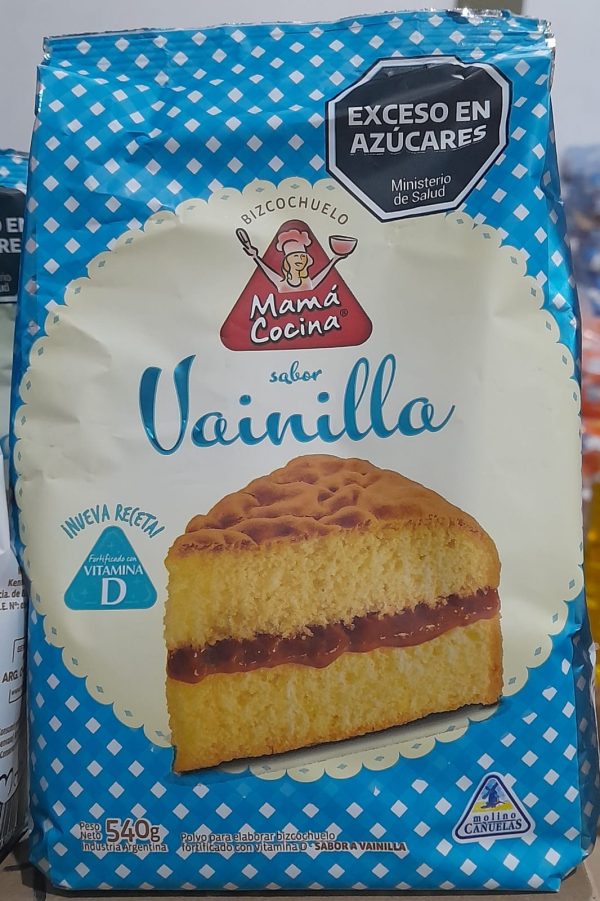 EXCESO EN
AZÚCARES
Ministerio
de Salud
BIZCOCHUELO
Mamá
Cocina®
sabor
Vainilla
¡NUEVA RECETA!
Fortificado con
VITAMINA
D
Peso
Neto 540g
Industria Argentina
Polvo para elaborar bizcochuelo
fortificado con vitamina D - SABOR A VAINILLA
molino
CAÑUELAS